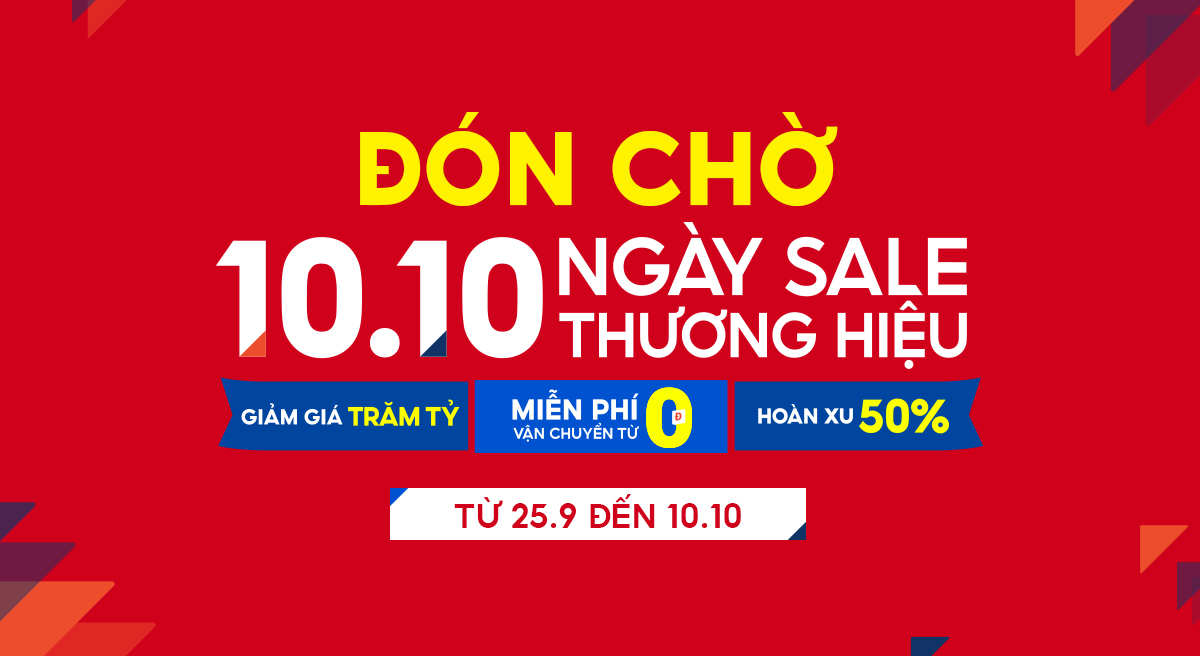 ĐÓN CHỜ
10.10 NGÀY SALE
THƯƠNG HIỆU
GIẢM GIÁ TRĂM TỶ
MIỄN PHÍ
VẬN CHUYỂN TỪ 0Đ
HOÀN XU 50%
TỪ 25.9 ĐẾN 10.10